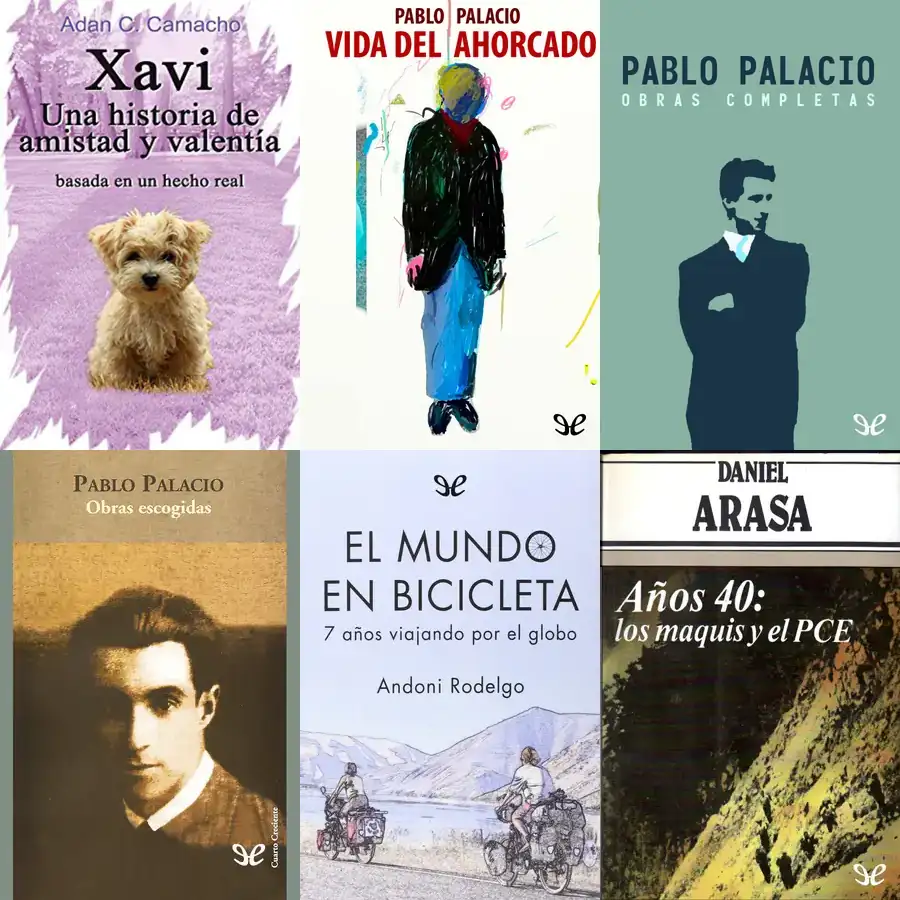 Adan C. Camacho
Xavi
Una historia de
amistad y valentía
basada en un hecho real
PABLO PALACIO
VIDA DEL AHORCADO
PABLO PALACIO
OBRAS COMPLETAS
PABLO PALACIO
Obras escogidas
Cuarto Creciente
EL MUNDO
EN BICICLETA
7 años viajando por el globo
Andoni Rodelgo
DANIEL
ARASA
Años 40:
los maquis y el PCE